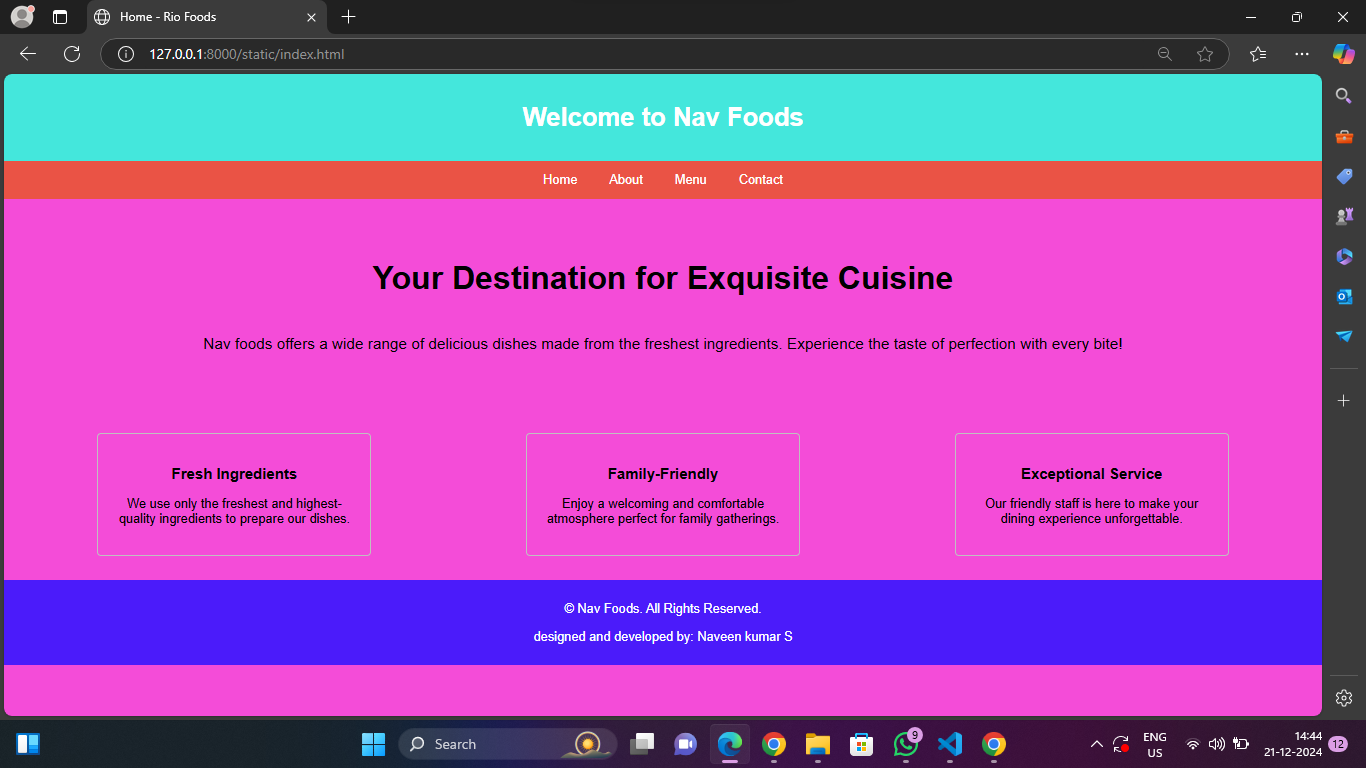 Home - Rio Foods
127.0.0.1:8000/static/index.html
Welcome to Nav Foods
Home About Menu Contact
Your Destination for Exquisite Cuisine
Nav foods offers a wide range of delicious dishes made from the freshest ingredients. Experience the taste of perfection with every bite!
Fresh Ingredients
We use only the freshest and highest-
quality ingredients to prepare our dishes.
Family-Friendly
Enjoy a welcoming and comfortable
atmosphere perfect for family gatherings.
Exceptional Service
Our friendly staff is here to make your
dining experience unforgettable.
© Nav Foods. All Rights Reserved.
designed and developed by: Naveen kumar S
Search
9
ENG
US
14:44
21-12-2024
12